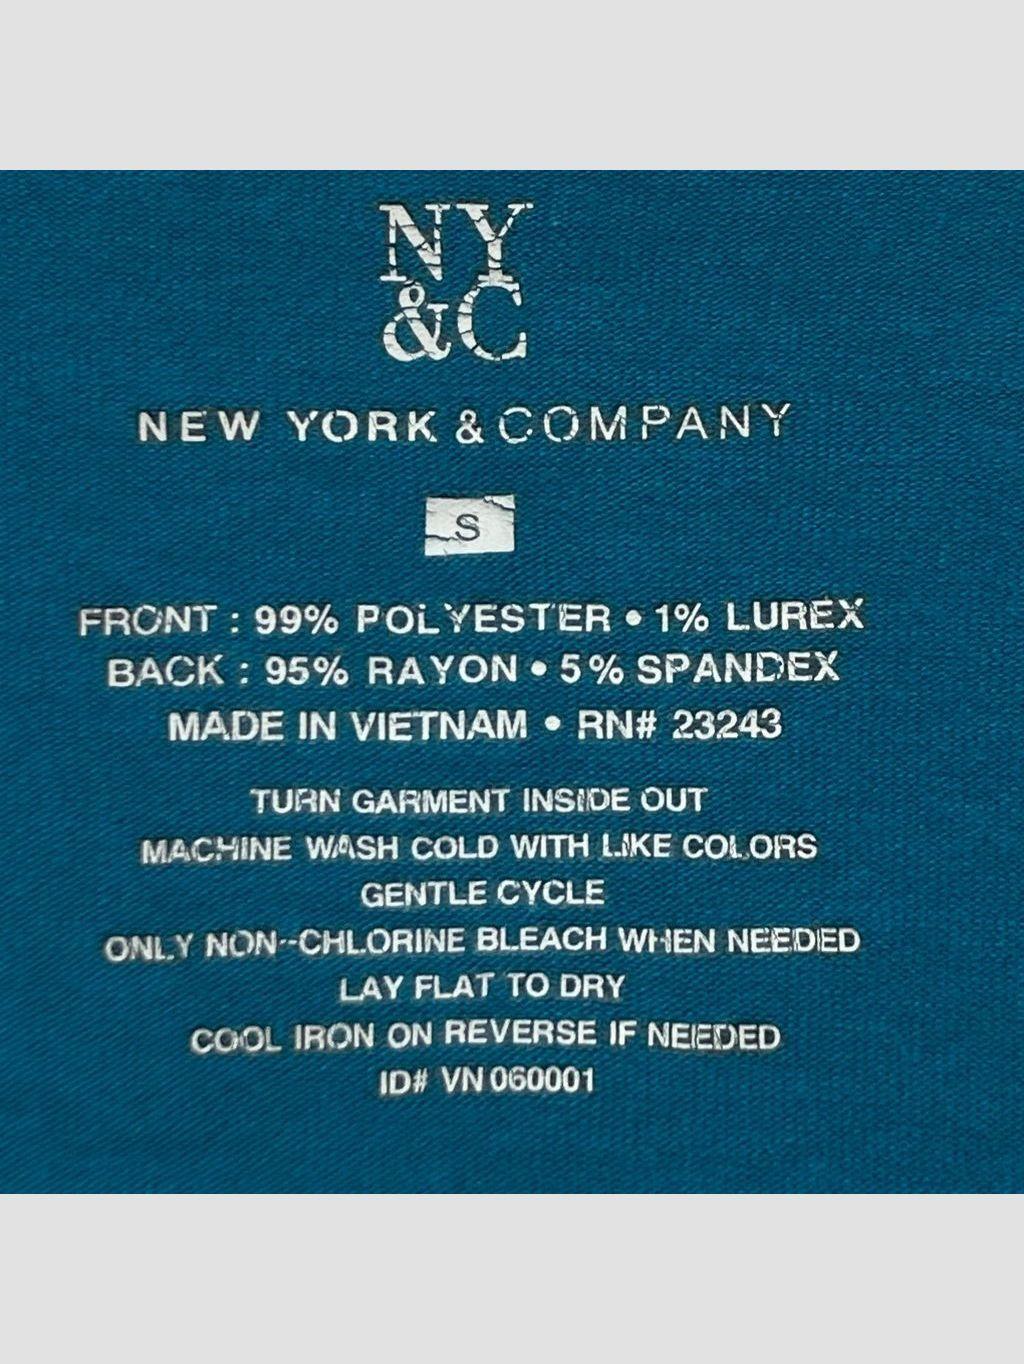 NY
&C
NEW YORK & COMPANY
S
FRONT : 99% POLYESTER • 1% LUREX
BACK : 95% RAYON • 5% SPANDEX
MADE IN VIETNAM • RN# 23243
TURN GARMENT INSIDE OUT
MACHINE WASH COLD WITH LIKE COLORS
GENTLE CYCLE
ONLY NON-CHLORINE BLEACH WHEN NEEDED
LAY FLAT TO DRY
COOL IRON ON REVERSE IF NEEDED
ID# VN060001